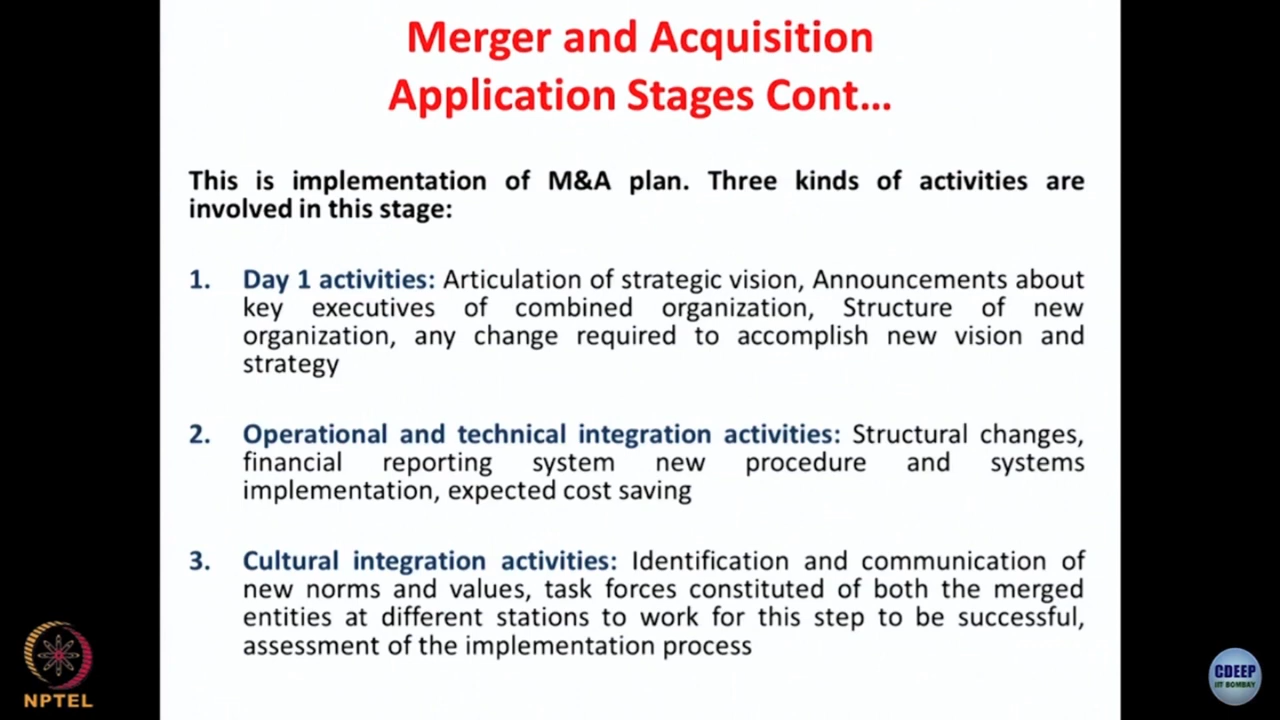 Merger and Acquisition
Application Stages Cont...
This is implementation of M&A plan. Three kinds of activities are
involved in this stage:
1. Day 1 activities: Articulation of strategic vision, Announcements about
key executives of combined organization, Structure of new
organization, any change required to accomplish new vision and
strategy
2. Operational and technical integration activities: Structural changes,
financial reporting system new procedure and systems
implementation, expected cost saving
3. Cultural integration activities: Identification and communication of
new norms and values, task forces constituted of both the merged
entities at different stations to work for this step to be successful,
assessment of the implementation process
NPTEL
CDEEP
IIT BOMBAY